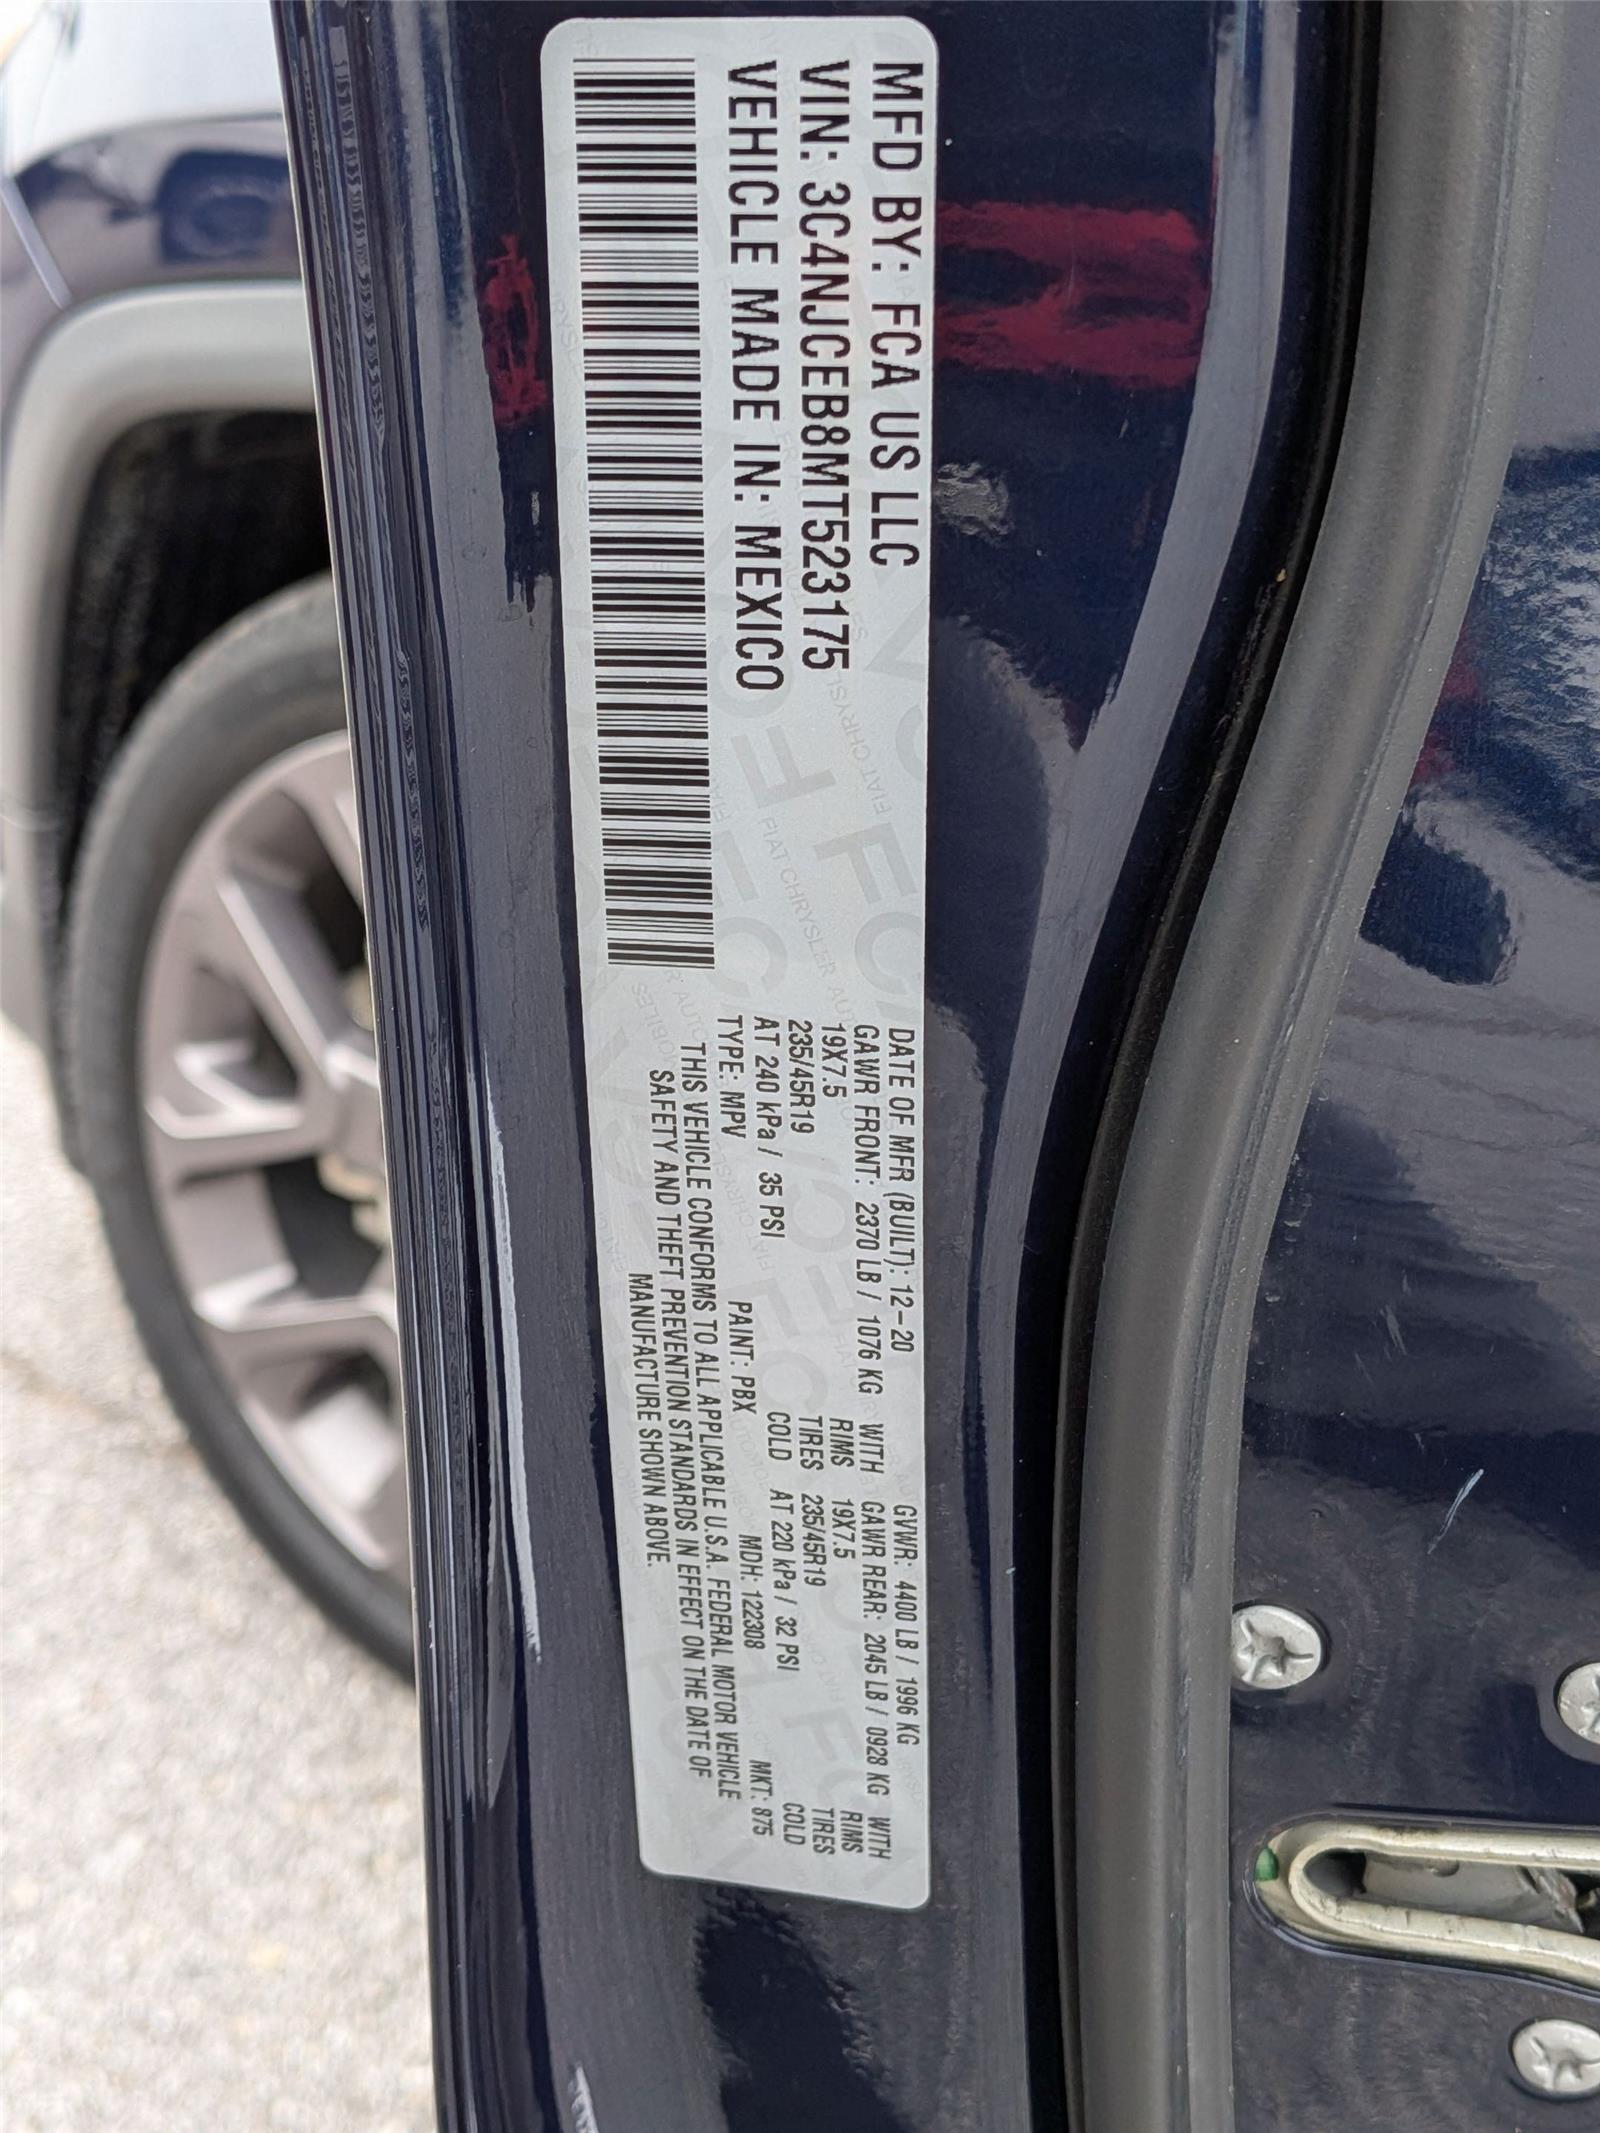 MFD BY: FCA US LLC
VIN: 3C4NJCEB8MT523175
VEHICLE MADE IN: MEXICO
DATE OF MFR (BUILT): 12-20 GVWR: 4400 LB / 1996 KG
GAWR FRONT: 2370 LB / 1076 KG WITH GAWR REAR: 2045 LB / 0928 KG WITH
19X7.5 RIMS 19X7.5 RIMS
235/45R19 TIRES 235/45R19 TIRES
AT 240 kPa / 35 PSI COLD AT 220 kPa / 32 PSI COLD
TYPE: MPV PAINT: PBX MDH: 122308 MKT: 875
THIS VEHICLE CONFORMS TO ALL APPLICABLE U.S.A. FEDERAL MOTOR VEHICLE
SAFETY AND THEFT PREVENTION STANDARDS IN EFFECT ON THE DATE OF
MANUFACTURE SHOWN ABOVE.
FIAT CHRYSLER